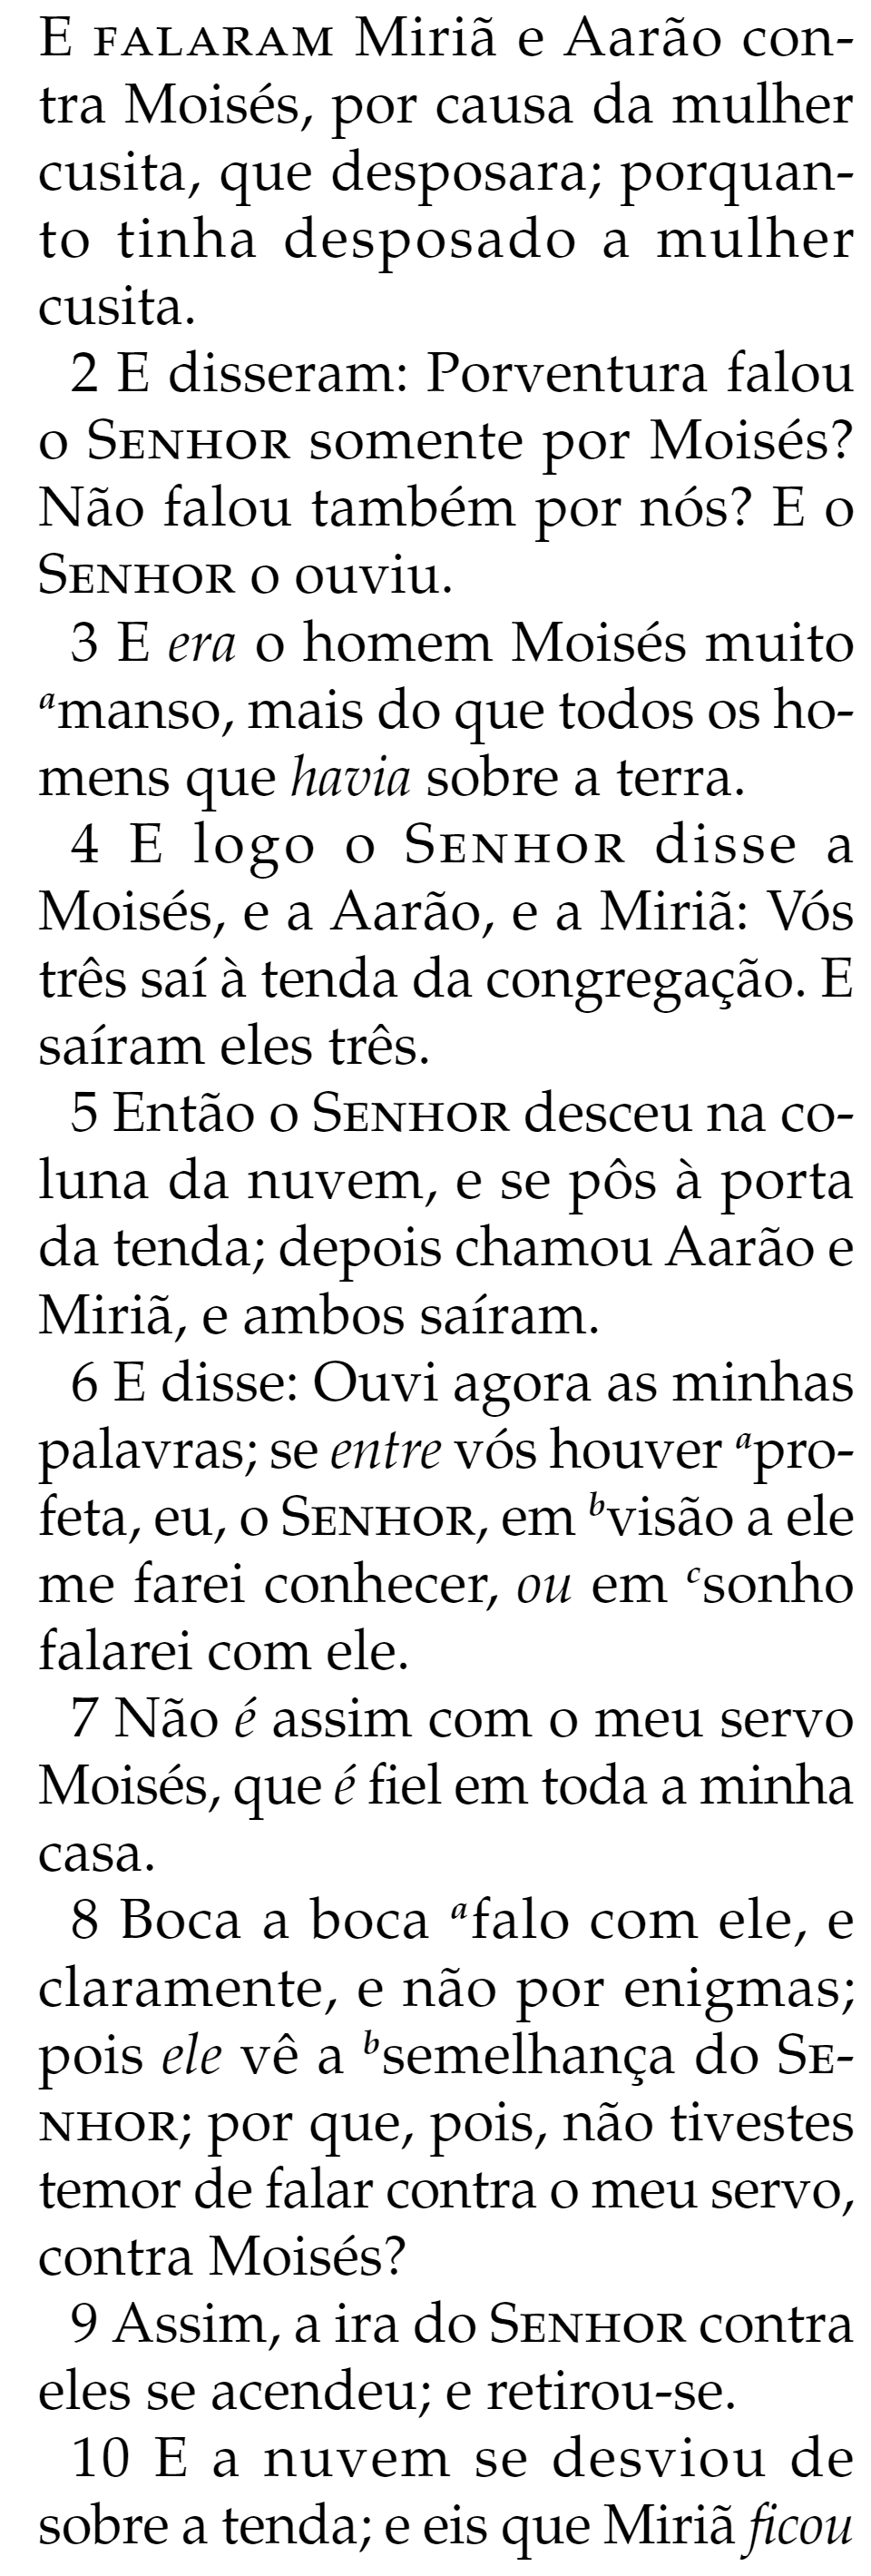 E FALARAM Miriã e Aarão con-
tra Moisés, por causa da mulher
cusita, que desposara; porquan-
to tinha desposado a mulher
cusita.
2 E disseram: Porventura falou
o SENHOR somente por Moisés?
Não falou também por nós? E o
SENHOR o ouviu.
3 E era o homem Moisés muito
amanso, mais do que todos os ho-
mens que havia sobre a terra.
4 E logo o SENHOR disse a
Moisés, e a Aarão, e a Miriã: Vós
três saí à tenda da congregação. E
saíram eles três.
5 Então o SENHOR desceu na co-
luna da nuvem, e se pôs à porta
da tenda; depois chamou Aarão e
Miriã, e ambos saíram.
6 E disse: Ouvi agora as minhas
palavras; se entre vós houver apro-
feta, eu, o SENHOR, em bvisão a ele
me farei conhecer, ou em csonho
falarei com ele.
7 Não é assim com o meu servo
Moisés, que é fiel em toda a minha
casa.
8 Boca a boca afalo com ele, e
claramente, e não por enigmas;
pois ele vê a bsemelhança do SE-
NHOR; por que, pois, não tivestes
temor de falar contra o meu servo,
contra Moisés?
9 Assim, a ira do SENHOR contra
eles se acendeu; e retirou-se.
10 E a nuvem se desviou de
sobre a tenda; e eis que Miriã ficou